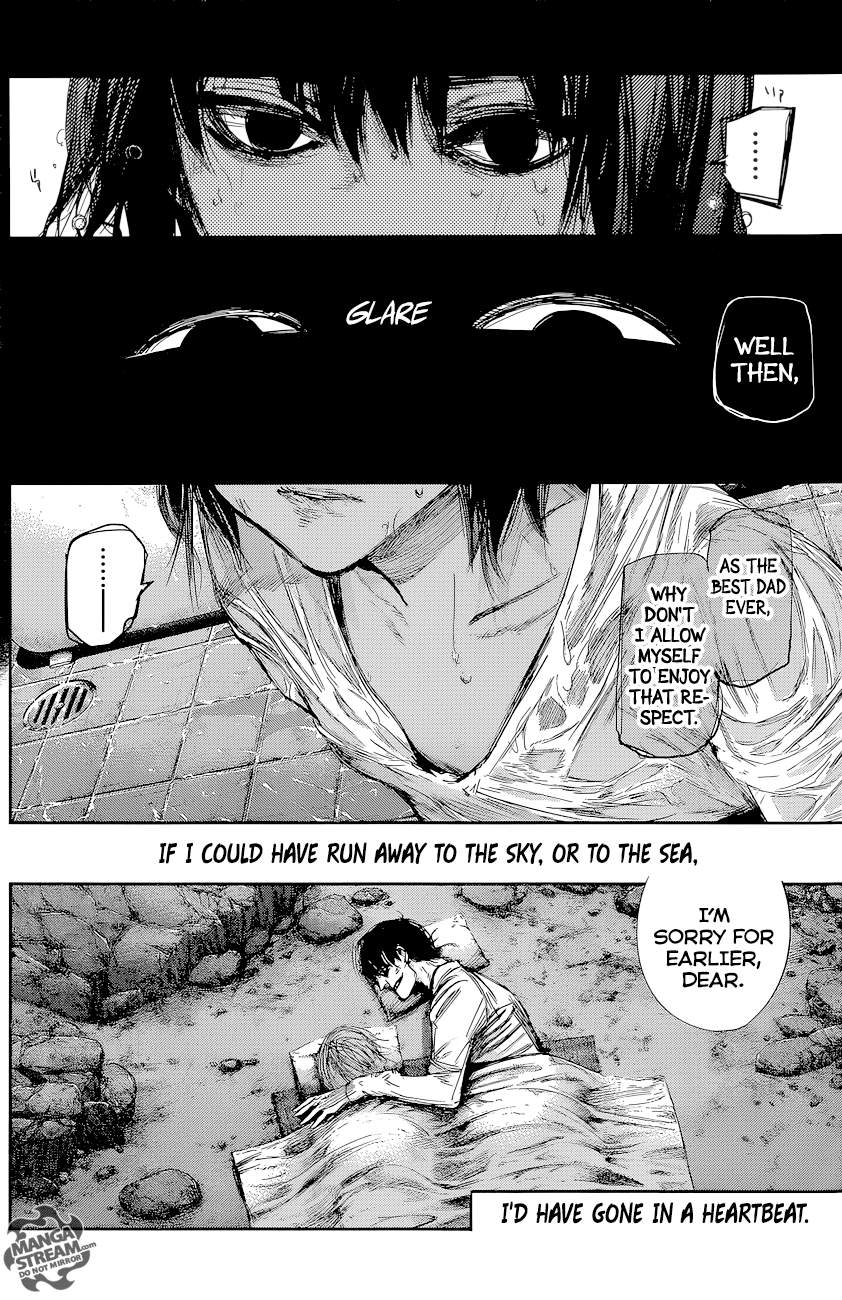 ........
GLARE
WELL
THEN,
AS THE
BEST DAD
EVER,
WHY
DON'T
I ALLOW
MYSELF
TO ENJOY
THAT RE-
SPECT.
IF I COULD HAVE RUN AWAY TO THE SKY, OR TO THE SEA,
I'M
SORRY FOR
EARLIER,
DEAR.
I'D HAVE GONE IN A HEARTBEAT.
MANGA
STREAM.com
DO NOT MIRROR